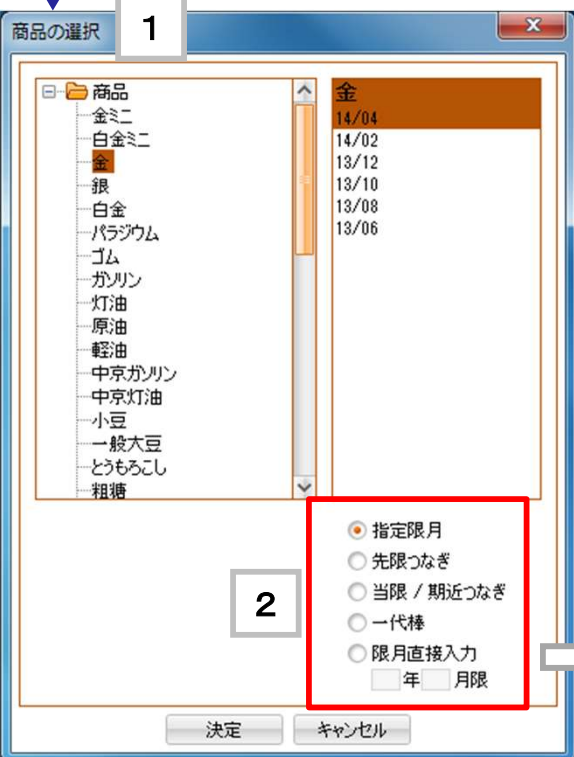 商品の選択
1
商品
金ミニ
白金ミニ
金
銀
白金
パラジウム
ゴム
ガソリン
灯油
原油
軽油
中京ガソリン
中京灯油
小豆
一般大豆
とうもろこし
粗糖
金
14/04
14/02
13/12
13/10
13/08
13/06
2
指定限月
先限つなぎ
当限 / 期近つなぎ
一代棒
限月直接入力
年 月限
決定
キャンセル